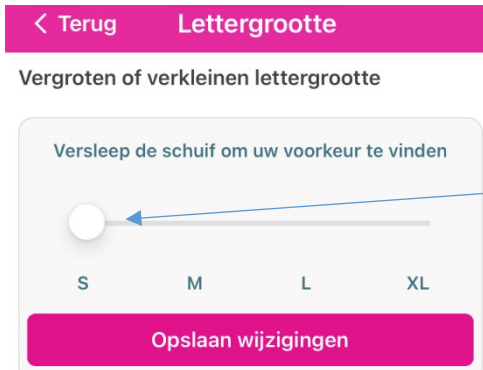 Terug Lettergrootte
Vergroten of verkleinen lettergrootte
Versleep de schuif om uw voorkeur te vinden
S M L XL
Opslaan wijzigingen